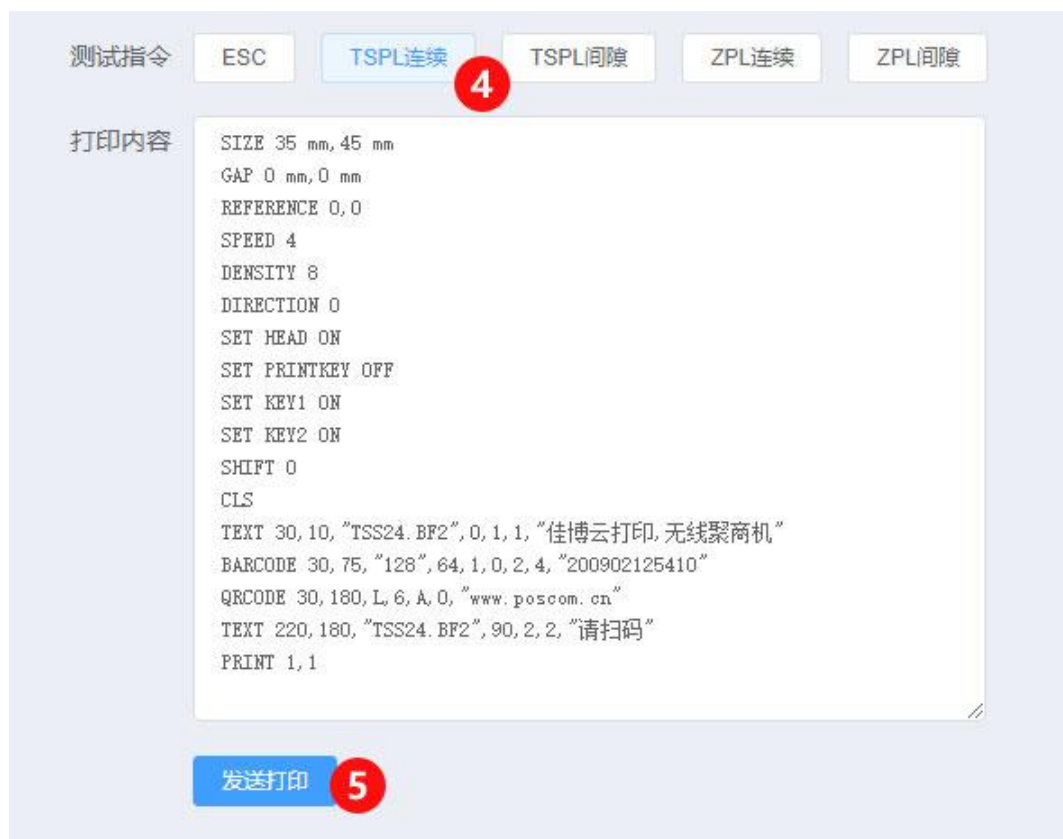 测试指令 ESC TSPL连续 TSPL间隙 ZPL连续 ZPL间隙
4
打印内容
SIZE 35 mm,45 mm
GAP 0 mm,0 mm
REFERENCE 0,0
SPEED 4
DENSITY 8
DIRECTION 0
SET HEAD ON
SET PRINTKEY OFF
SET KEY1 ON
SET KEY2 ON
SHIFT 0
CLS
TEXT 30,10,"TSS24.BF2",0,1,1,"佳博云打印,无线聚商机"
BARCODE 30,75,"128",64,1,0,2,4,"200902125410"
QRCODE 30,180,L,6,A,0,"www.poscom.cn"
TEXT 220,180,"TSS24.BF2",90,2,2,"请扫码"
PRINT 1,1
发送打印 5